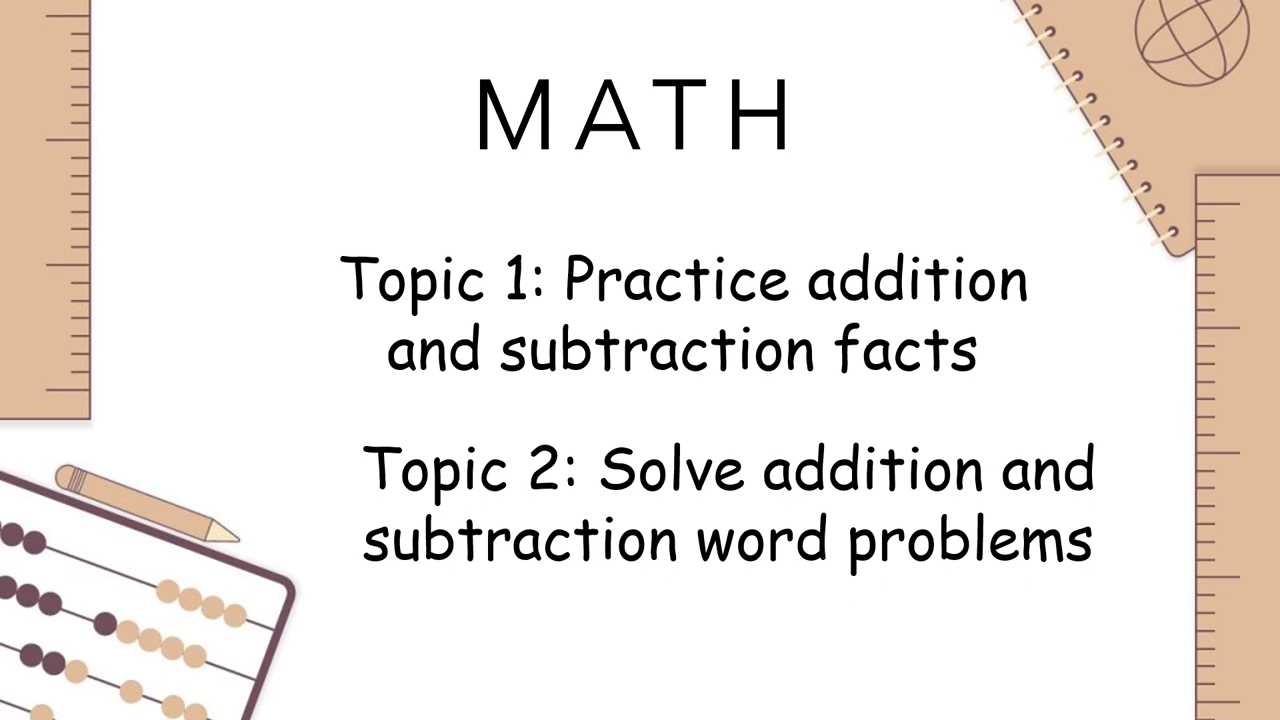 MATH
Topic 1: Practice addition
and subtraction facts
Topic 2: Solve addition and
subtraction word problems